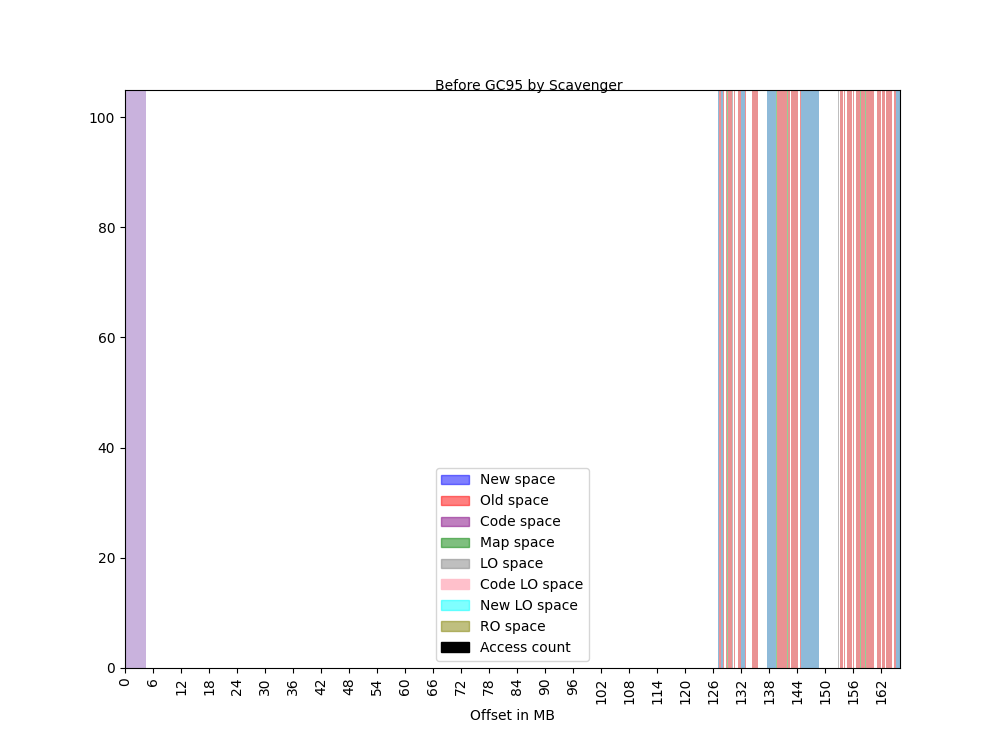 Before GC95 by Scavenger
100
80
60
40
20
0
New space
Old space
Code space
Map space
LO space
Code LO space
New LO space
RO space
Access count
0 6 12 18 24 30 36 42 48 54 60 66 72 78 84 90 96 102 108 114 120 126 132 138 144 150 156 162
Offset in MB